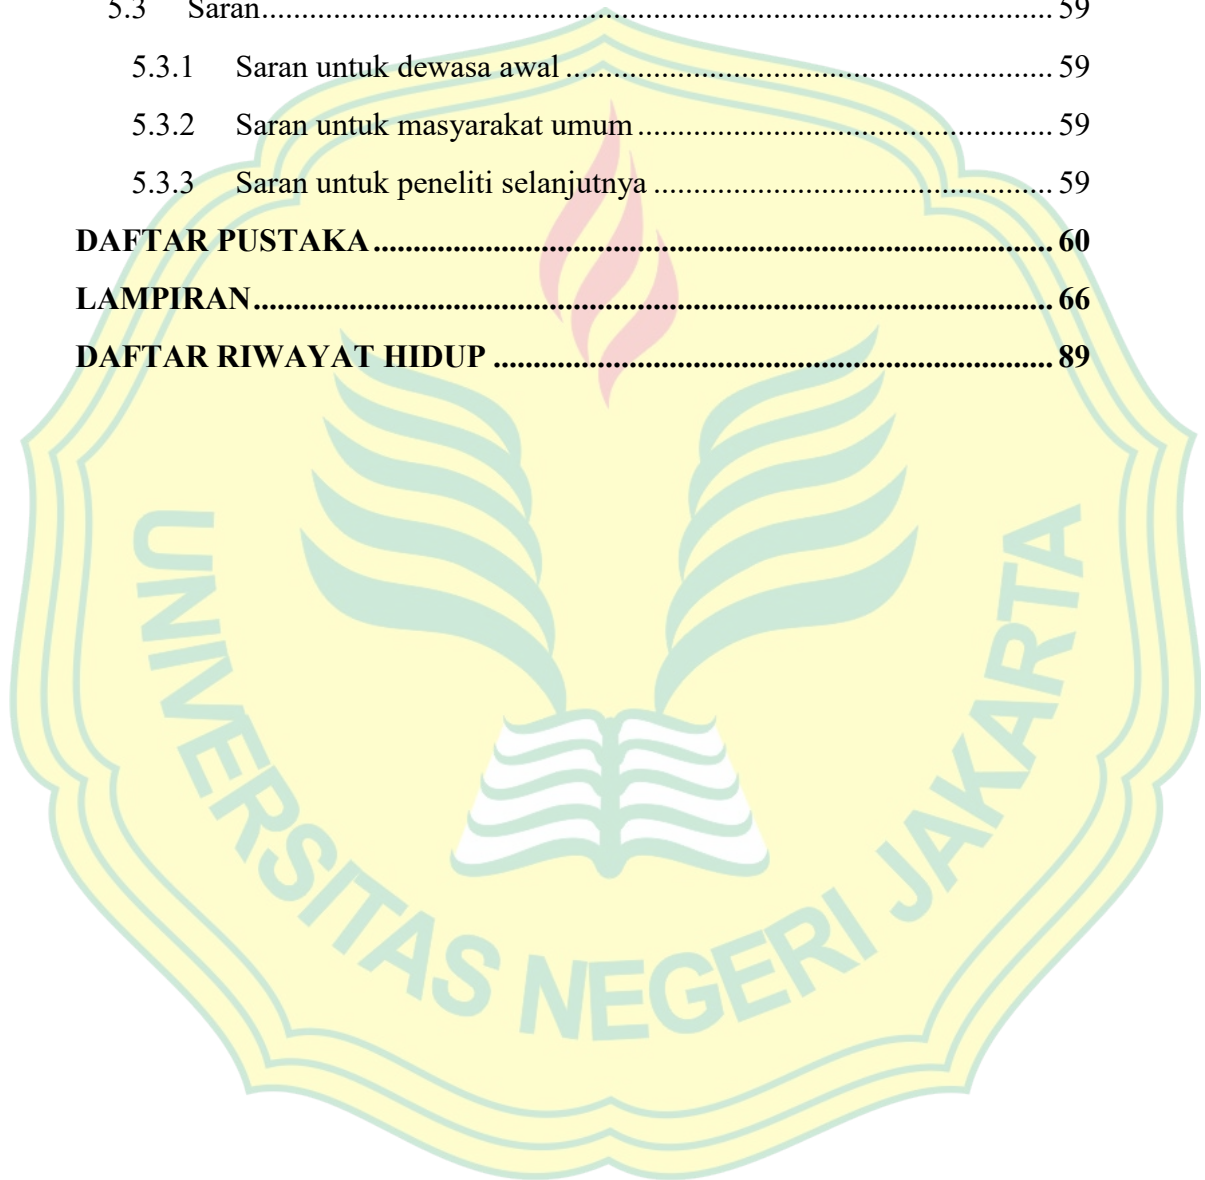 5.3 Saran........................................................................................................ 59
5.3.1 Saran untuk dewasa awal................................................................ 59
5.3.2 Saran untuk masyarakat umum...................................................... 59
5.3.3 Saran untuk peneliti selanjutnya.................................................... 59
DAFTAR PUSTAKA...................................................................................... 60
LAMPIRAN..................................................................................................... 66
DAFTAR RIWAYAT HIDUP...................................................................... 89
UNIVERSITAS NEGERI JAKARTA